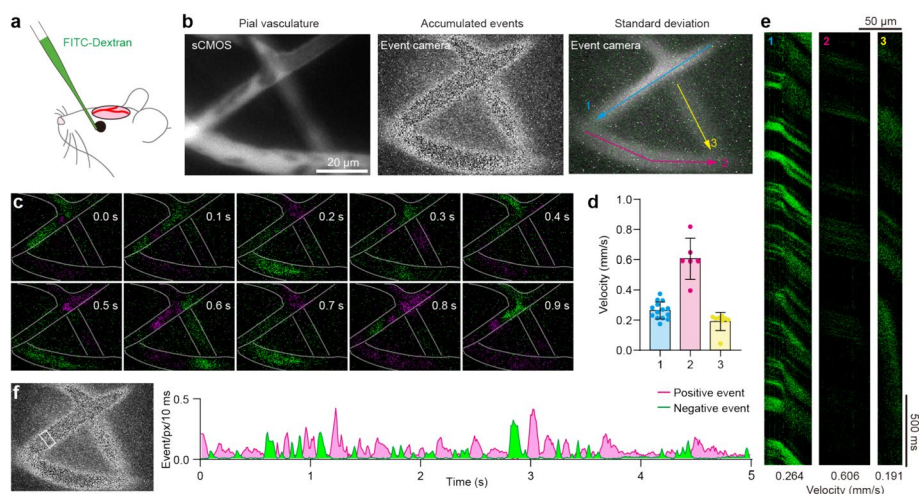 a
FITC-Dextran
b
Pial vasculature
Accumulated events
Standard deviation
sCMOS
Event camera
Event camera
20 µm
1
3
2
c
0.0 s
0.1 s
0.2 s
0.3 s
0.4 s
0.5 s
0.6 s
0.7 s
0.8 s
0.9 s
d
Velocity (mm/s)
1.0
0.8
0.6
0.4
0.2
0.0
1 2 3
e
50 µm
1
2
3
500 ms
0.264 0.606 0.191
Velocity (mm/s)
f
Positive event
Negative event
Event/px/10 ms
0.5
0.0
0 1 2 3 4 5
Time (s)